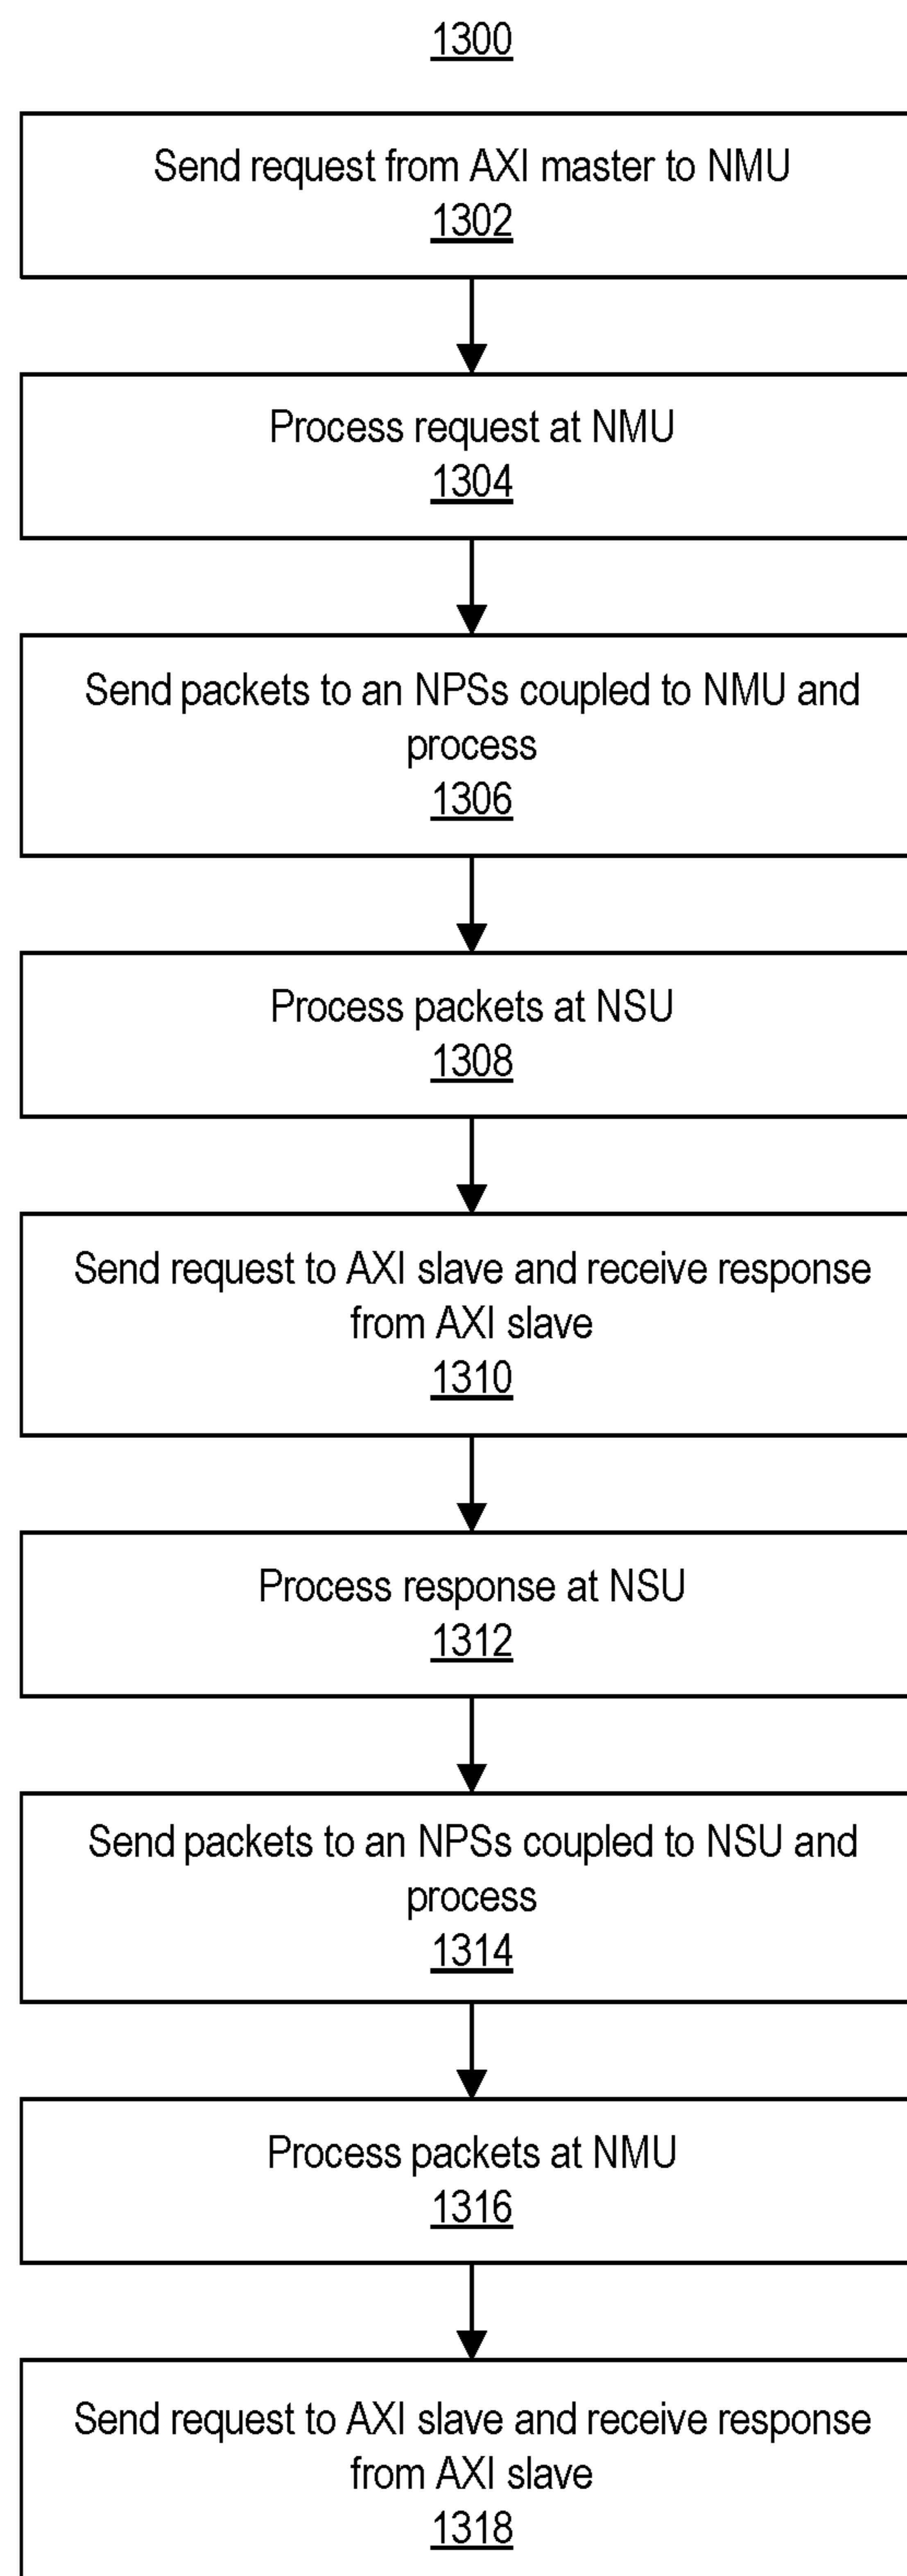 1300
Send request from AXI master to NMU
1302
Process request at NMU
1304
Send packets to an NPSs coupled to NMU and
process
1306
Process packets at NSU
1308
Send request to AXI slave and receive response
from AXI slave
1310
Process response at NSU
1312
Send packets to an NPSs coupled to NSU and
process
1314
Process packets at NMU
1316
Send request to AXI slave and receive response
from AXI slave
1318